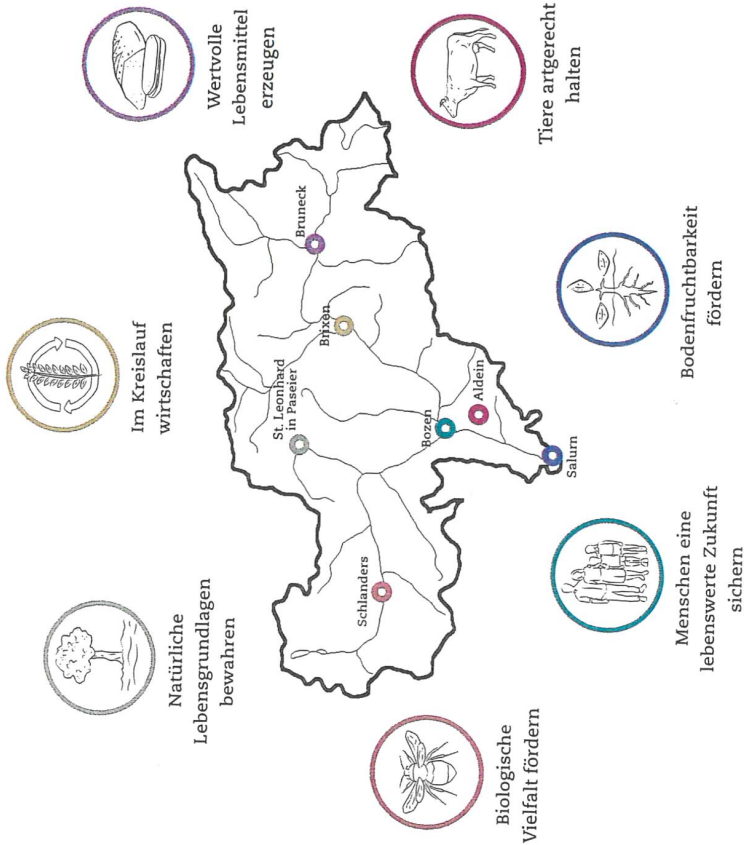 Im Kreislauf
wirtschaften
Natürliche
Lebensgrundlagen
bewahren
Wertvolle
Lebensmittel
erzeugen
St. Leonhard
in Paseier
Bruneck
Brixen
Schlanders
Bozen
Aldein
Salurn
Biologische
Vielfalt fördern
Tiere artgerecht
halten
Menschen eine
lebenswerte Zukunft
sichern
Bodenfruchtbarkeit
fördern